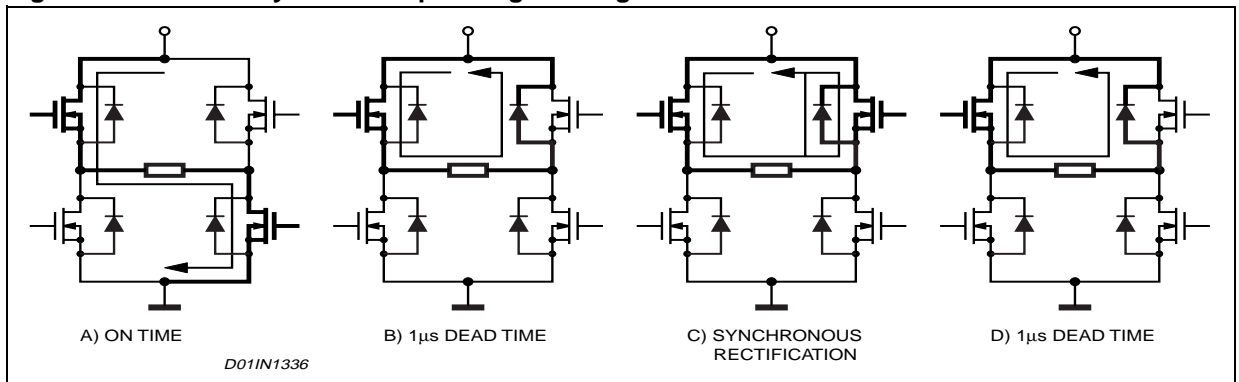 A) ON TIME
B) 1μs DEAD TIME
C) SYNCHRONOUS
RECTIFICATION
D) 1μs DEAD TIME
D01IN1336